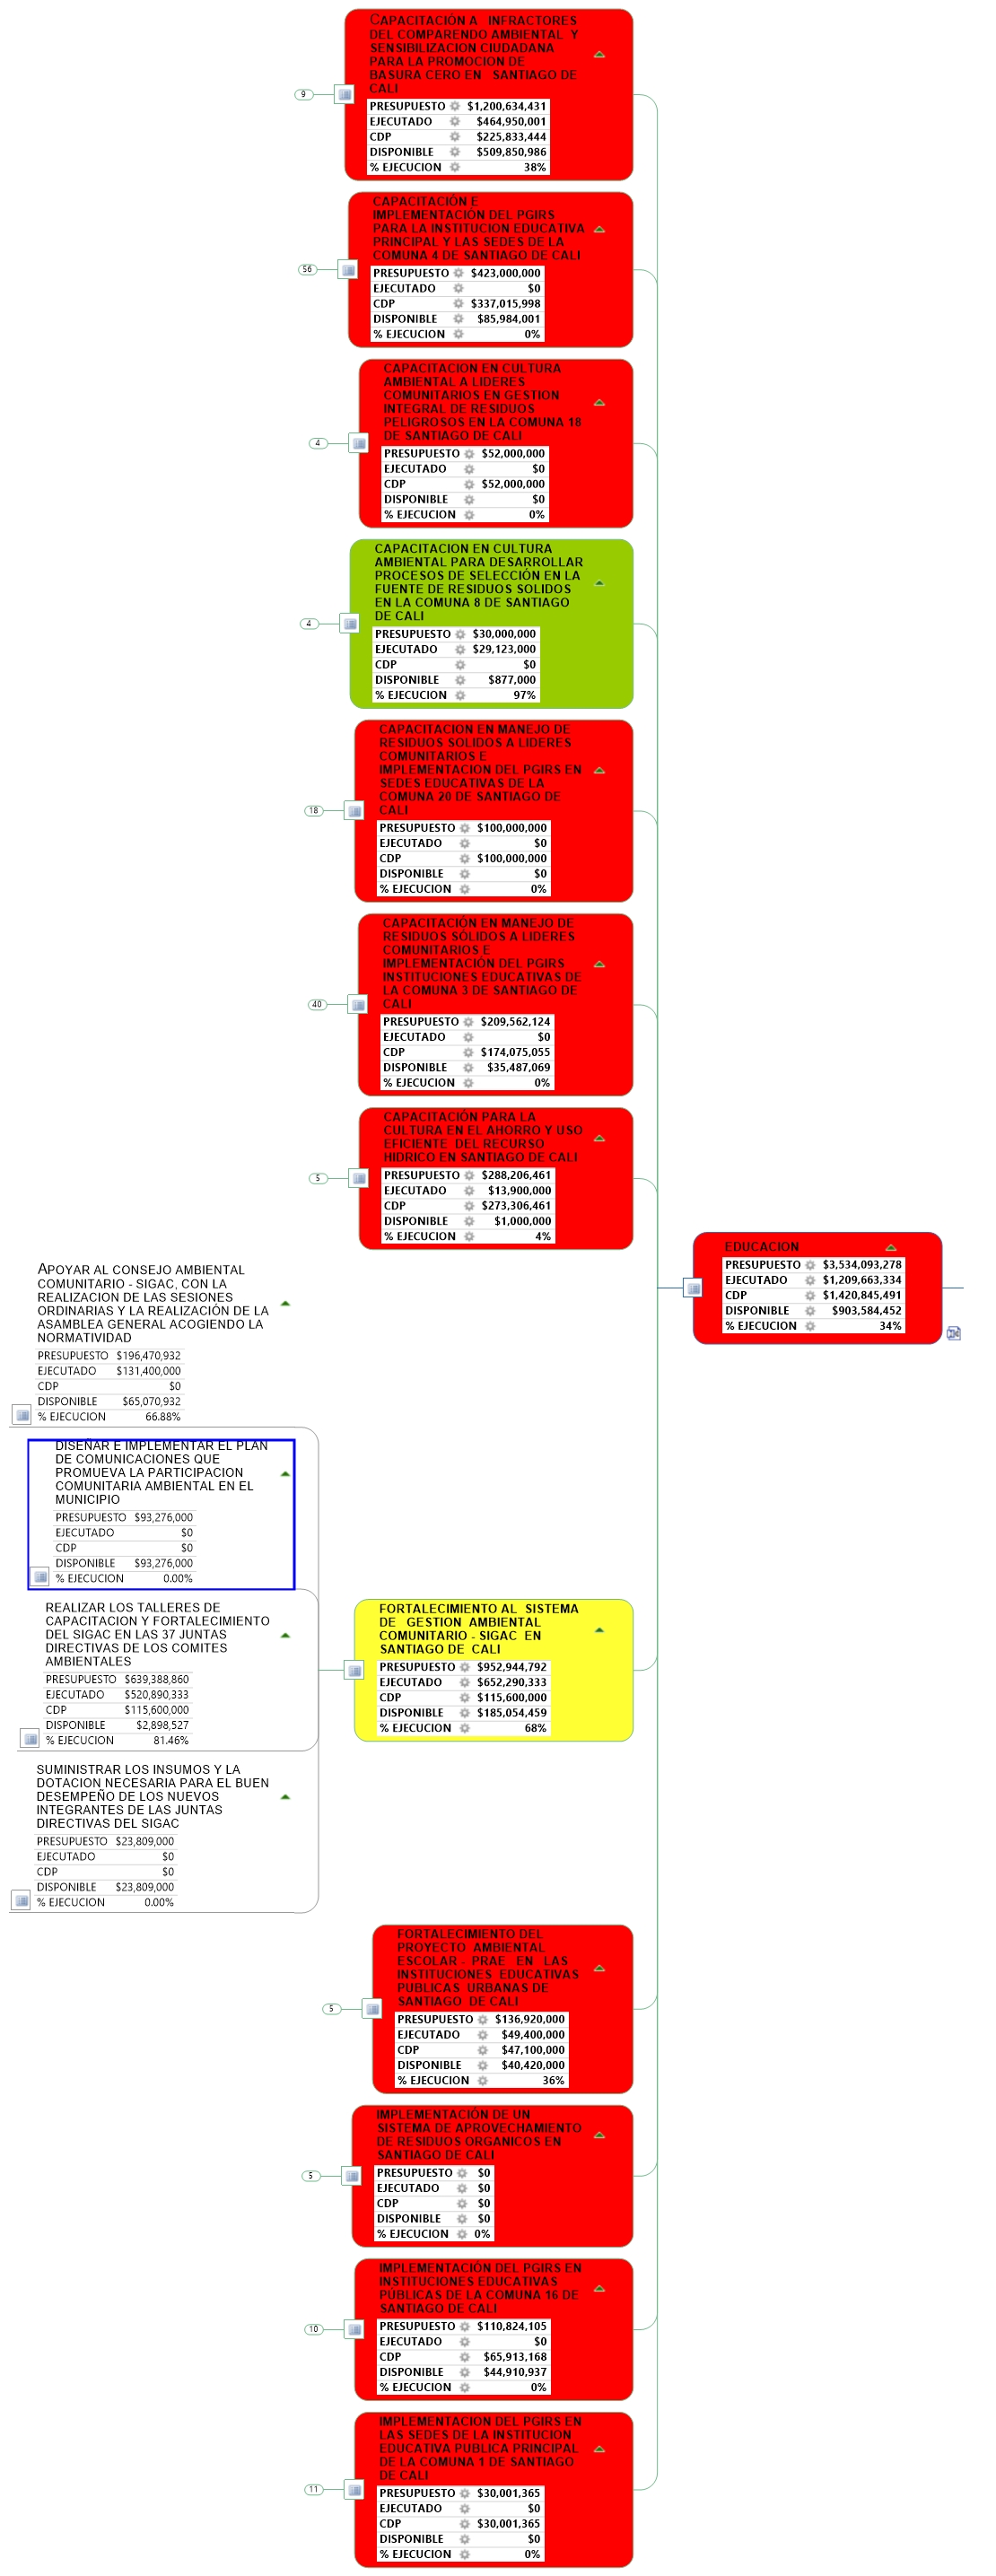 CAPACITACIÓN A INFRACTORES
DEL COMPARENDO AMBIENTAL Y
SENSIBILIZACION CIUDADANA
PARA LA PROMOCION DE
BASURA CERO EN SANTIAGO DE
CALI
9
PRESUPUESTO $1,200,634,431
EJECUTADO $464,950,001
CDP $225,833,444
DISPONIBLE $509,850,986
% EJECUCION 38%
CAPACITACIÓN E
IMPLEMENTACIÓN DEL PGIRS
PARA LA INSTITUCION EDUCATIVA
PRINCIPAL Y LAS SEDES DE LA
COMUNA 4 DE SANTIAGO DE CALI
56
PRESUPUESTO $423,000,000
EJECUTADO $0
CDP $337,015,998
DISPONIBLE $85,984,001
% EJECUCION 0%
CAPACITACION EN CULTURA
AMBIENTAL A LIDERES
COMUNITARIOS EN GESTION
INTEGRAL DE RESIDUOS
PELIGROSOS EN LA COMUNA 18
DE SANTIAGO DE CALI
4
PRESUPUESTO $52,000,000
EJECUTADO $0
CDP $52,000,000
DISPONIBLE $0
% EJECUCION 0%
CAPACITACION EN CULTURA
AMBIENTAL PARA DESARROLLAR
PROCESOS DE SELECCIÓN EN LA
FUENTE DE RESIDUOS SOLIDOS
EN LA COMUNA 8 DE SANTIAGO
DE CALI
4
PRESUPUESTO $30,000,000
EJECUTADO $29,123,000
CDP $0
DISPONIBLE $877,000
% EJECUCION 97%
CAPACITACION EN MANEJO DE
RESIDUOS SOLIDOS A LIDERES
COMUNITARIOS E
IMPLEMENTACION DEL PGIRS EN
SEDES EDUCATIVAS DE LA
COMUNA 20 DE SANTIAGO DE
CALI
18
PRESUPUESTO $100,000,000
EJECUTADO $0
CDP $100,000,000
DISPONIBLE $0
% EJECUCION 0%
CAPACITACIÓN EN MANEJO DE
RESIDUOS SÓLIDOS A LIDERES
COMUNITARIOS E
IMPLEMENTACIÓN DEL PGIRS
INSTITUCIONES EDUCATIVAS DE
LA COMUNA 3 DE SANTIAGO DE
CALI
40
PRESUPUESTO $209,562,124
EJECUTADO $0
CDP $174,075,055
DISPONIBLE $35,487,069
% EJECUCION 0%
CAPACITACIÓN PARA LA
CULTURA EN EL AHORRO Y USO
EFICIENTE DEL RECURSO
HIDRICO EN SANTIAGO DE CALI
5
PRESUPUESTO $288,206,461
EJECUTADO $13,900,000
CDP $273,306,461
DISPONIBLE $1,000,000
% EJECUCION 4%
EDUCACION
PRESUPUESTO $3,534,093,278
EJECUTADO $1,209,663,334
CDP $1,420,845,491
DISPONIBLE $903,584,452
% EJECUCION 34%
APOYAR AL CONSEJO AMBIENTAL
COMUNITARIO - SIGAC, CON LA
REALIZACION DE LAS SESIONES
ORDINARIAS Y LA REALIZACIÓN DE LA
ASAMBLEA GENERAL ACOGIENDO LA
NORMATIVIDAD
PRESUPUESTO $196,470,932
EJECUTADO $131,400,000
CDP $0
DISPONIBLE $65,070,932
% EJECUCION 66.88%
DISEÑAR E IMPLEMENTAR EL PLAN
DE COMUNICACIONES QUE
PROMUEVA LA PARTICIPACION
COMUNITARIA AMBIENTAL EN EL
MUNICIPIO
PRESUPUESTO $93,276,000
EJECUTADO $0
CDP $0
DISPONIBLE $93,276,000
% EJECUCION 0.00%
REALIZAR LOS TALLERES DE
CAPACITACION Y FORTALECIMIENTO
DEL SIGAC EN LAS 37 JUNTAS
DIRECTIVAS DE LOS COMITES
AMBIENTALES
PRESUPUESTO $639,388,860
EJECUTADO $520,890,333
CDP $115,600,000
DISPONIBLE $2,898,527
% EJECUCION 81.46%
SUMINISTRAR LOS INSUMOS Y LA
DOTACION NECESARIA PARA EL BUEN
DESEMPEÑO DE LOS NUEVOS
INTEGRANTES DE LAS JUNTAS
DIRECTIVAS DEL SIGAC
PRESUPUESTO $23,809,000
EJECUTADO $0
CDP $0
DISPONIBLE $23,809,000
% EJECUCION 0.00%
FORTALECIMIENTO AL SISTEMA
DE GESTION AMBIENTAL
COMUNITARIO - SIGAC EN
SANTIAGO DE CALI
PRESUPUESTO $952,944,792
EJECUTADO $652,290,333
CDP $115,600,000
DISPONIBLE $185,054,459
% EJECUCION 68%
FORTALECIMIENTO DEL
PROYECTO AMBIENTAL
ESCOLAR - PRAE EN LAS
INSTITUCIONES EDUCATIVAS
PUBLICAS URBANAS DE
SANTIAGO DE CALI
5
PRESUPUESTO $136,920,000
EJECUTADO $49,400,000
CDP $47,100,000
DISPONIBLE $40,420,000
% EJECUCION 36%
IMPLEMENTACIÓN DE UN
SISTEMA DE APROVECHAMIENTO
DE RESIDUOS ORGANICOS EN
SANTIAGO DE CALI
5
PRESUPUESTO $0
EJECUTADO $0
CDP $0
DISPONIBLE $0
% EJECUCION 0%
IMPLEMENTACIÓN DEL PGIRS EN
INSTITUCIONES EDUCATIVAS
PÚBLICAS DE LA COMUNA 16 DE
SANTIAGO DE CALI
10
PRESUPUESTO $110,824,105
EJECUTADO $0
CDP $65,913,168
DISPONIBLE $44,910,937
% EJECUCION 0%
IMPLEMENTACION DEL PGIRS EN
LAS SEDES DE LA INSTITUCION
EDUCATIVA PUBLICA PRINCIPAL
DE LA COMUNA 1 DE SANTIAGO
DE CALI
11
PRESUPUESTO $30,001,365
EJECUTADO $0
CDP $30,001,365
DISPONIBLE $0
% EJECUCION 0%